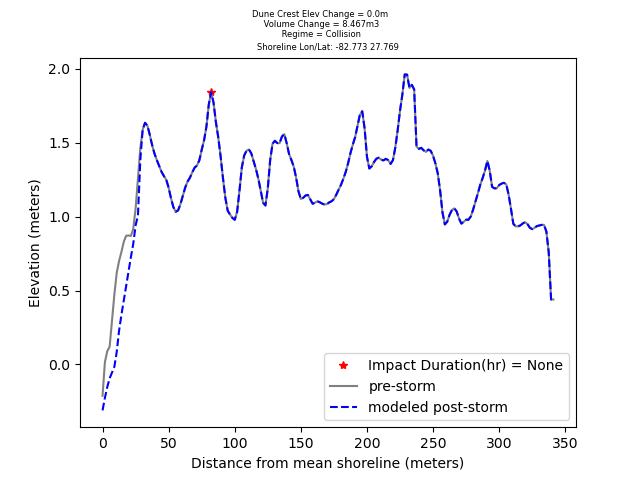 Dune Crest Elev Change = 0.0m
Volume Change = 8.467m3
Regime = Collision
Shoreline Lon/Lat: -82.773 27.769
2.0
1.5
1.0
0.5
0.0
Elevation (meters)
Impact Duration(hr) = None
pre-storm
modeled post-storm
0 50 100 150 200 250 300 350
Distance from mean shoreline (meters)